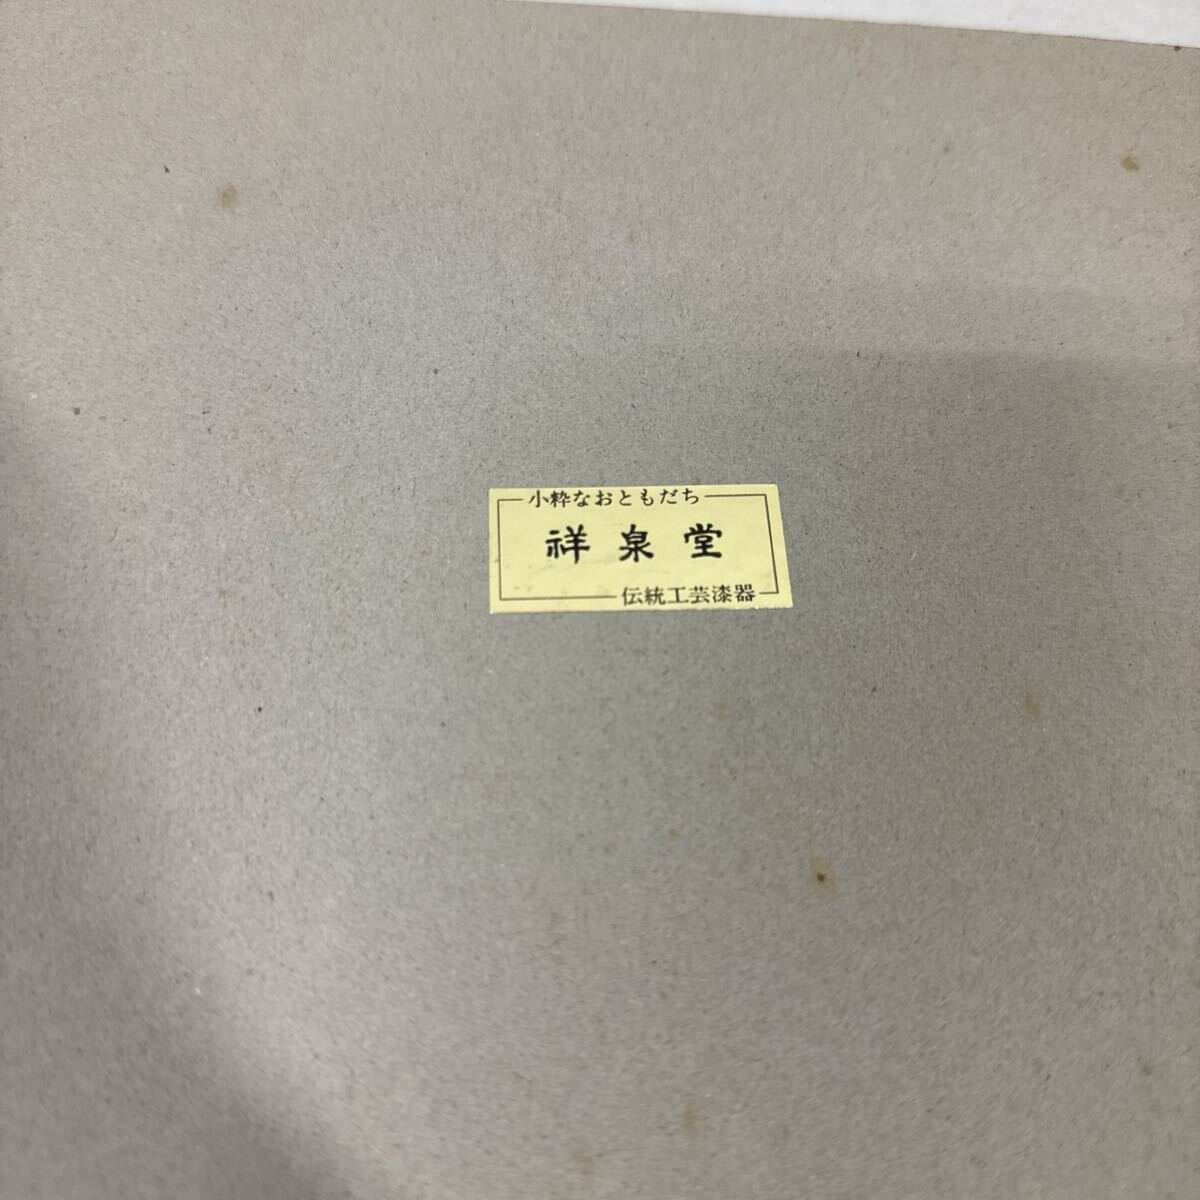 小粋なおともだち
祥泉堂
伝統工芸漆器